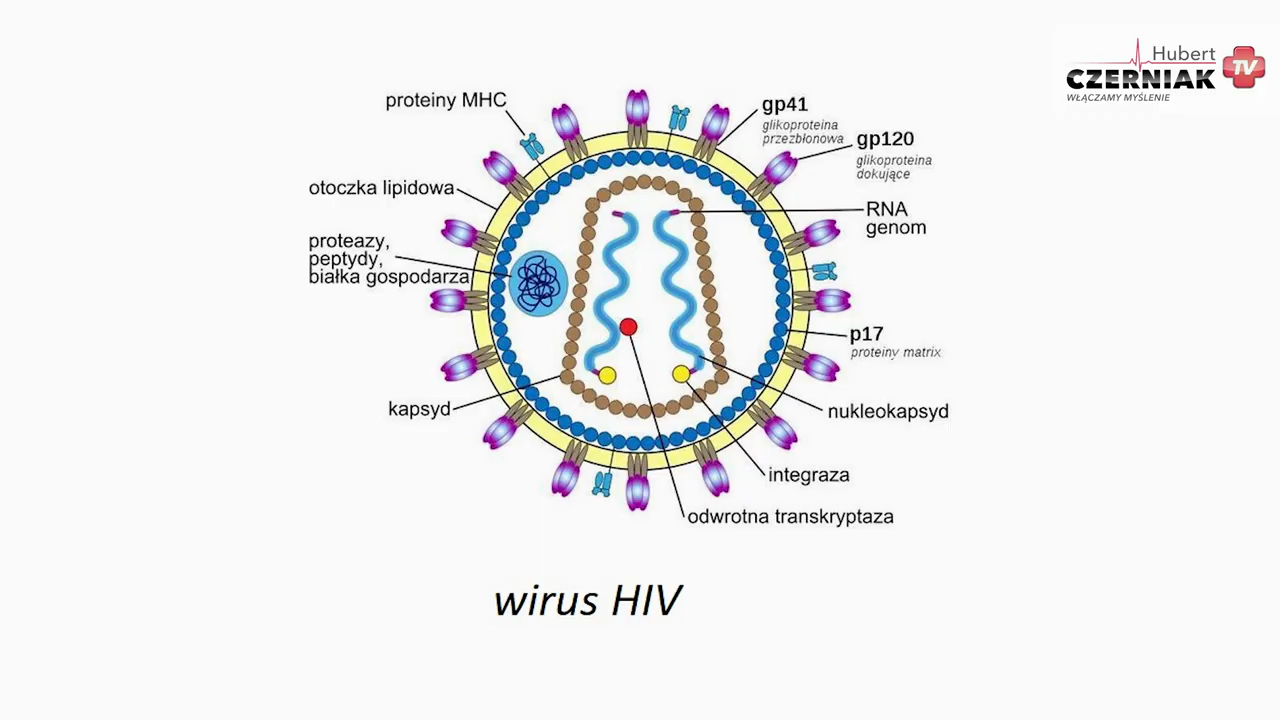 Hubert
CZERNIAK
TV
WŁĄCZAMY MYŚLENIE
proteiny MHC
gp41
glikoproteina
przezbłonowa
gp120
glikoproteina
dokujące
otoczka lipidowa
RNA
genom
proteazy,
peptydy,
białka gospodarza
p17
proteiny matrix
kapsyd
nukleokapsyd
integraza
odwrotna transkryptaza
wirus HIV